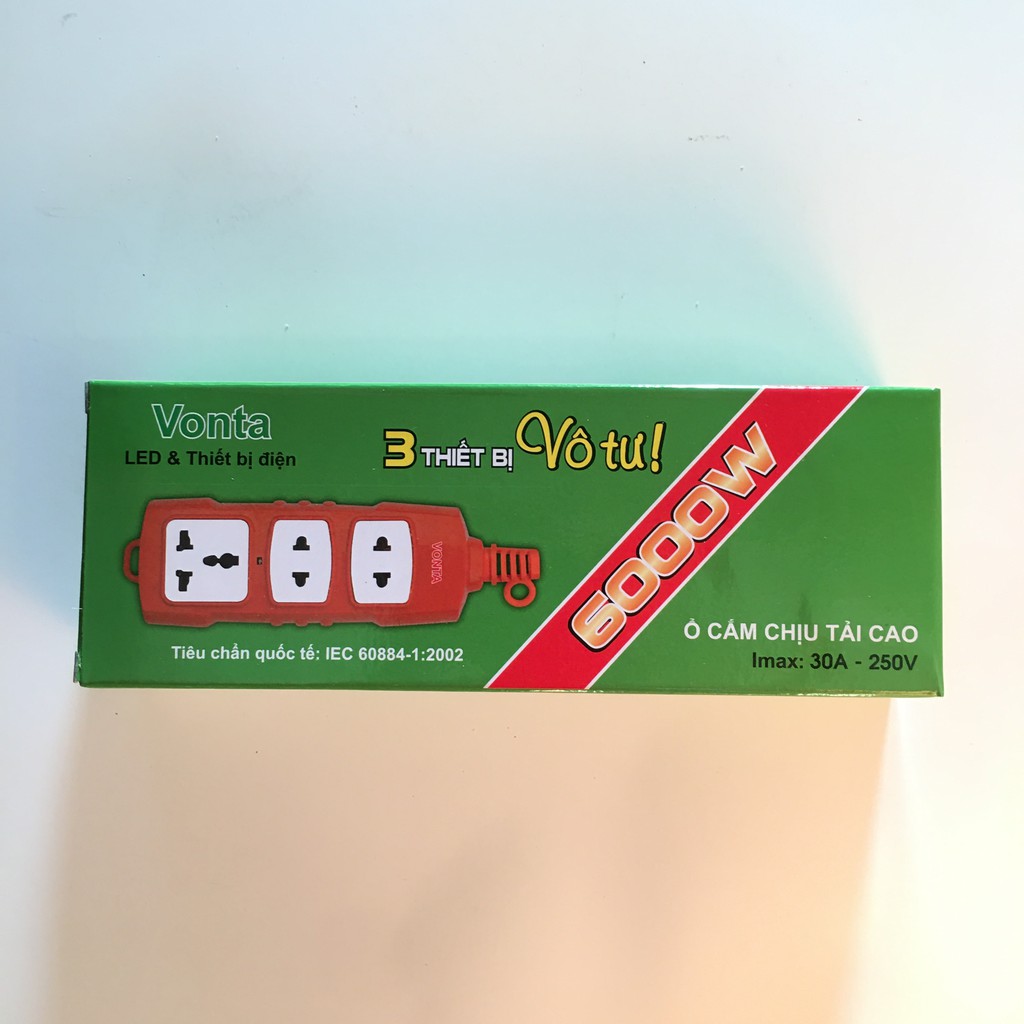 Vonta
LED & Thiết bị điện
3 THIẾT BỊ Vô tư!
6000W
VONTA
Tiêu chần quốc tế: IEC 60884-1:2002
Ổ CẮM CHỊU TẢI CAO
Imax: 30A - 250V